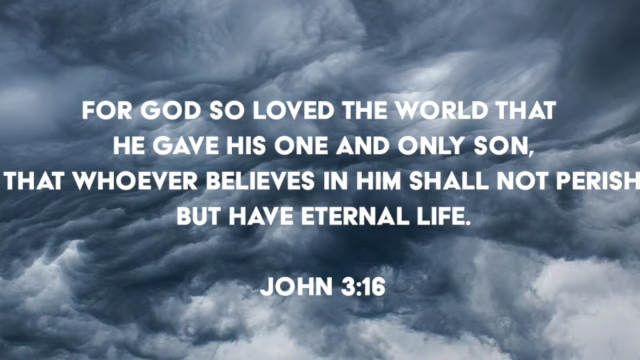 FOR GOD SO LOVED THE WORLD THAT
HE GAVE HIS ONE AND ONLY SON,
THAT WHOEVER BELIEVES IN HIM SHALL NOT PERISH
BUT HAVE ETERNAL LIFE.
JOHN 3:16